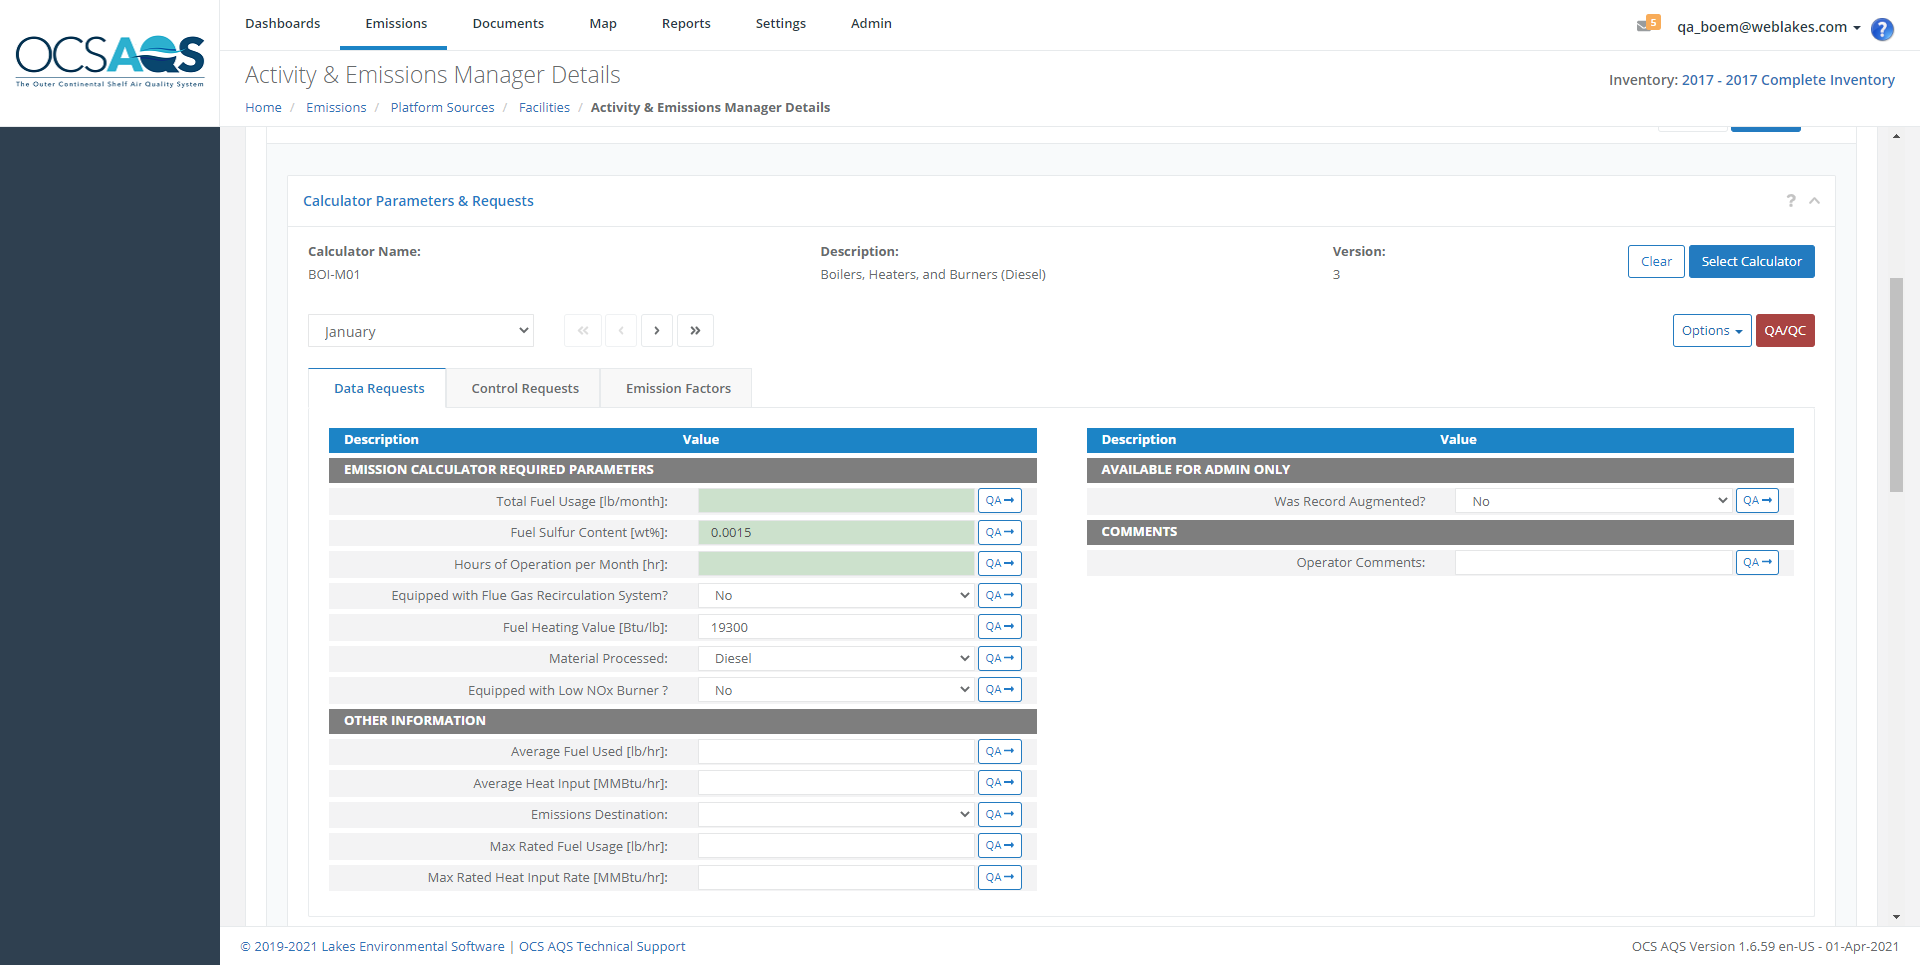 OCSAQS
The Outer Continental Shelf Air Quality System
Dashboards Emissions Documents Map Reports Settings Admin
5 qa_boem@weblakes.com ?
Activity & Emissions Manager Details
Inventory: 2017 - 2017 Complete Inventory
Home / Emissions / Platform Sources / Facilities / Activity & Emissions Manager Details
Calculator Parameters & Requests ?
Calculator Name: Description: Version:
BOI-M01 Boilers, Heaters, and Burners (Diesel) 3
Clear Select Calculator
January « ‹ › » Options QA/QC
Data Requests Control Requests Emission Factors
Description Value
EMISSION CALCULATOR REQUIRED PARAMETERS
Total Fuel Usage [lb/month]: QA➞
Fuel Sulfur Content [wt%]: 0.0015 QA➞
Hours of Operation per Month [hr]: QA➞
Equipped with Flue Gas Recirculation System? No QA➞
Fuel Heating Value [Btu/lb]: 19300 QA➞
Material Processed: Diesel QA➞
Equipped with Low NOx Burner ? No QA➞
OTHER INFORMATION
Average Fuel Used [lb/hr]: QA➞
Average Heat Input [MMBtu/hr]: QA➞
Emissions Destination: QA➞
Max Rated Fuel Usage [lb/hr]: QA➞
Max Rated Heat Input Rate [MMBtu/hr]: QA➞
Description Value
AVAILABLE FOR ADMIN ONLY
Was Record Augmented? No QA➞
COMMENTS
Operator Comments: QA➞
© 2019-2021 Lakes Environmental Software | OCS AQS Technical Support
OCS AQS Version 1.6.59 en-US - 01-Apr-2021